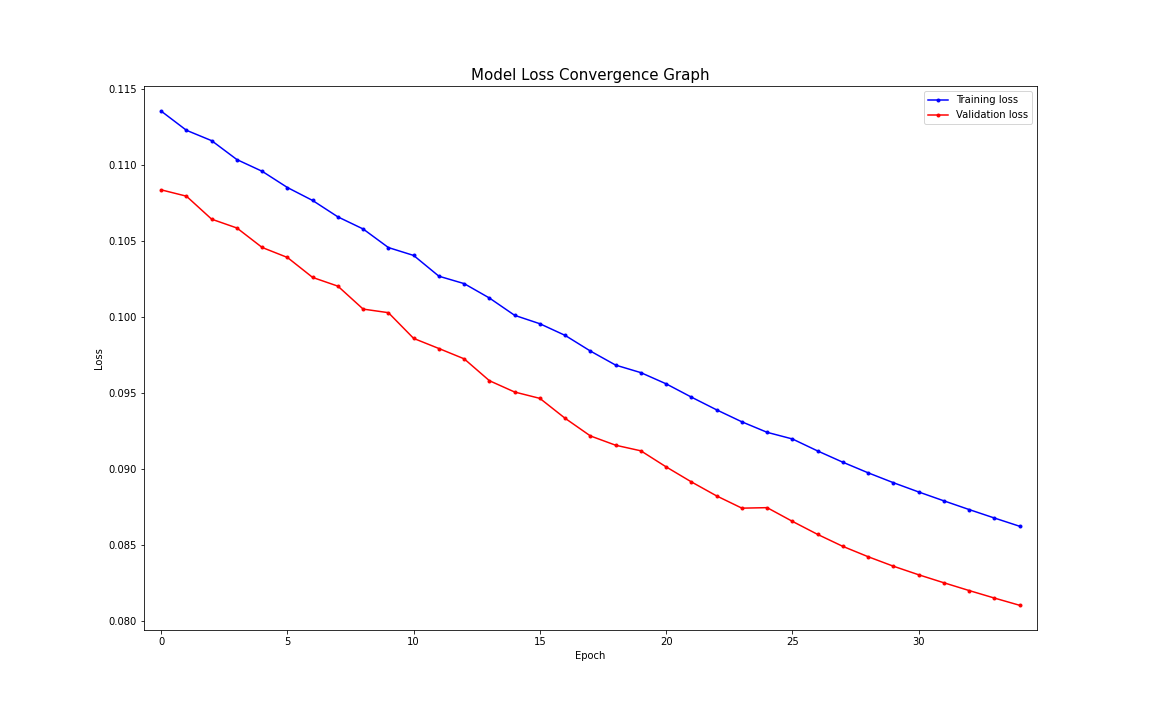 Model Loss Convergence Graph
Training loss
Validation loss
0.115
0.110
0.105
0.100
0.095
0.090
0.085
0.080
Loss
0 5 10 15 20 25 30
Epoch